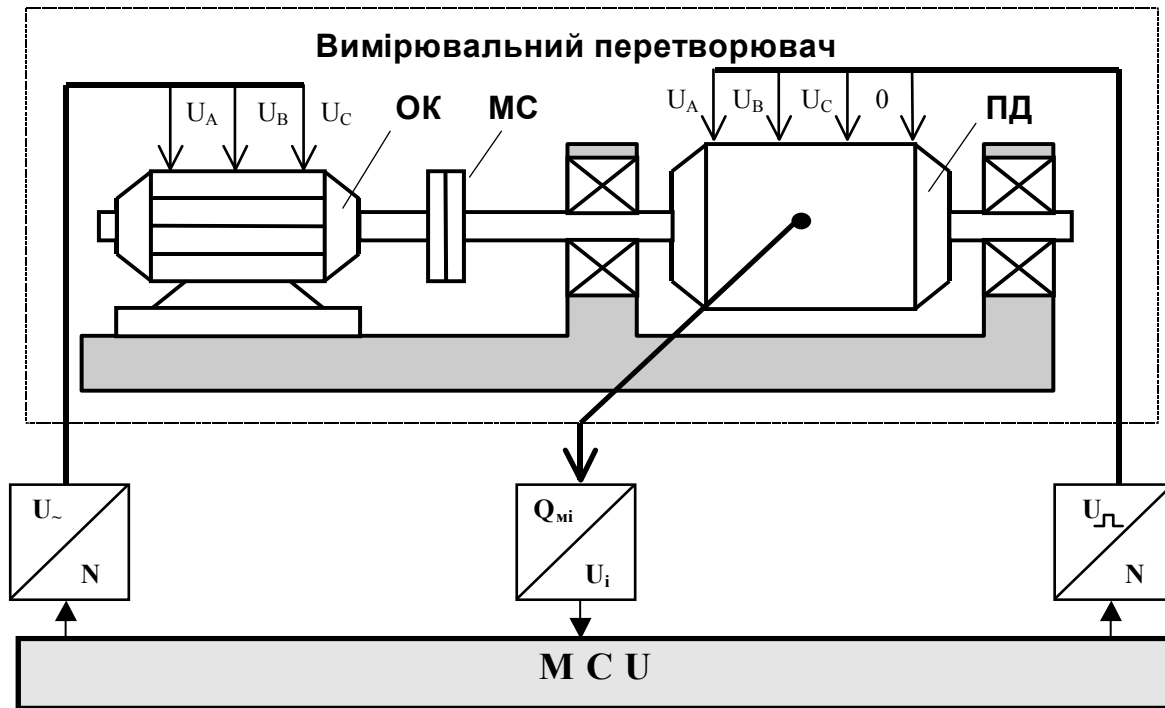 Вимірювальний перетворювач
U_A U_B U_C ОК МС U_A U_B U_C 0 ПД
U~ Q_мі U
N U_i N
M C U